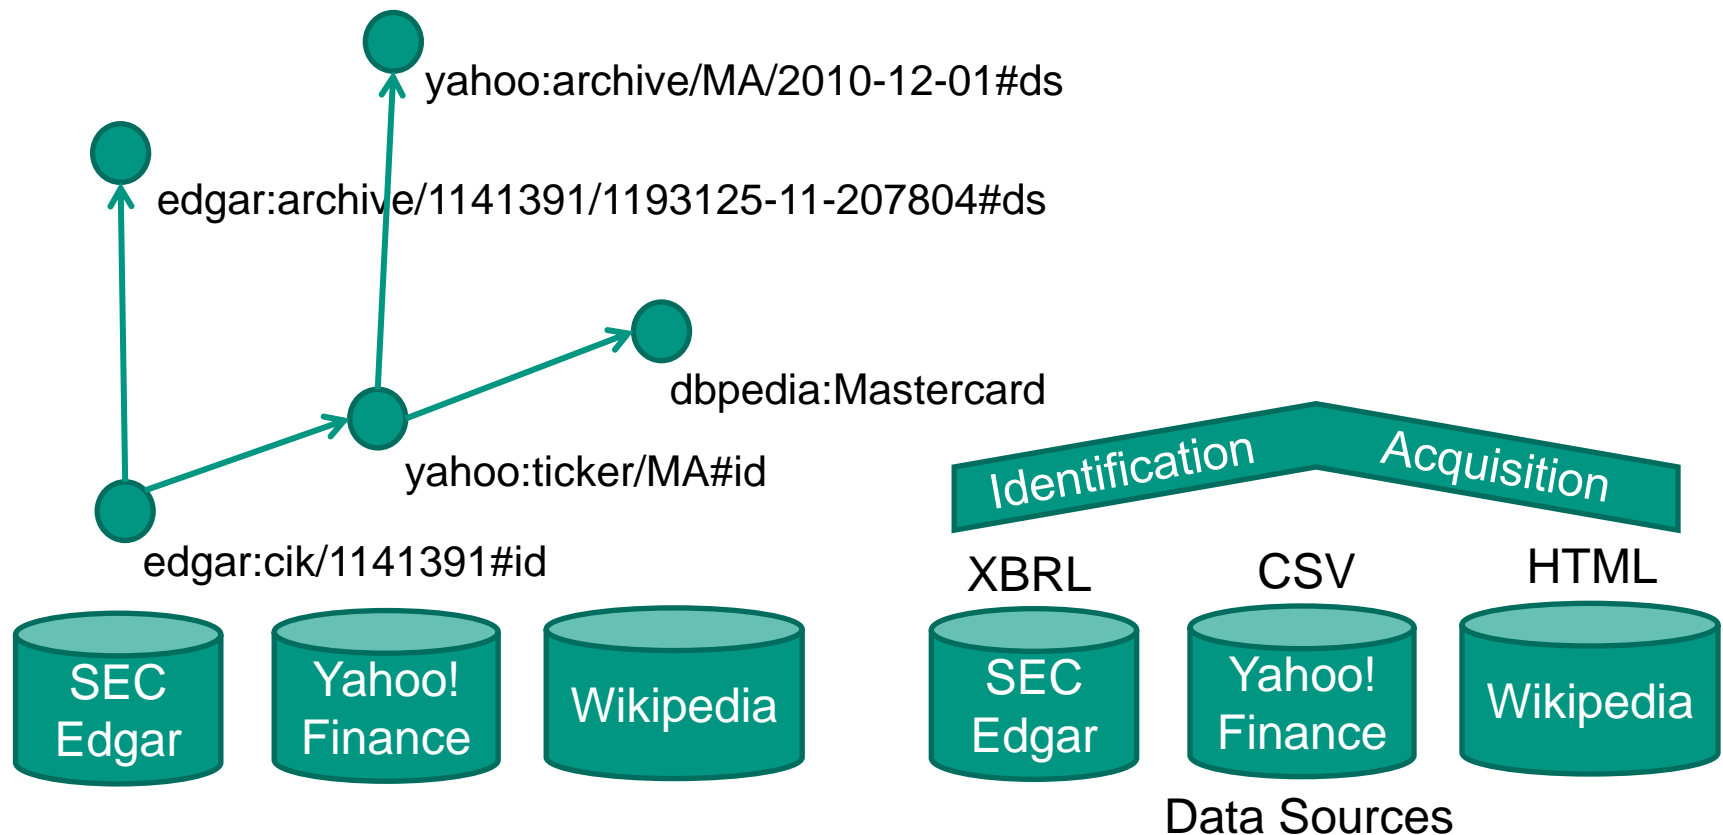 yahoo:archive/MA/2010-12-01#ds
edgar:archive/1141391/1193125-11-207804#ds
dbpedia:Mastercard
yahoo:ticker/MA#id
edgar:cik/1141391#id
SEC
Edgar
Yahoo!
Finance
Wikipedia
Identification
Acquisition
XBRL
CSV
HTML
SEC
Edgar
Yahoo!
Finance
Wikipedia
Data Sources